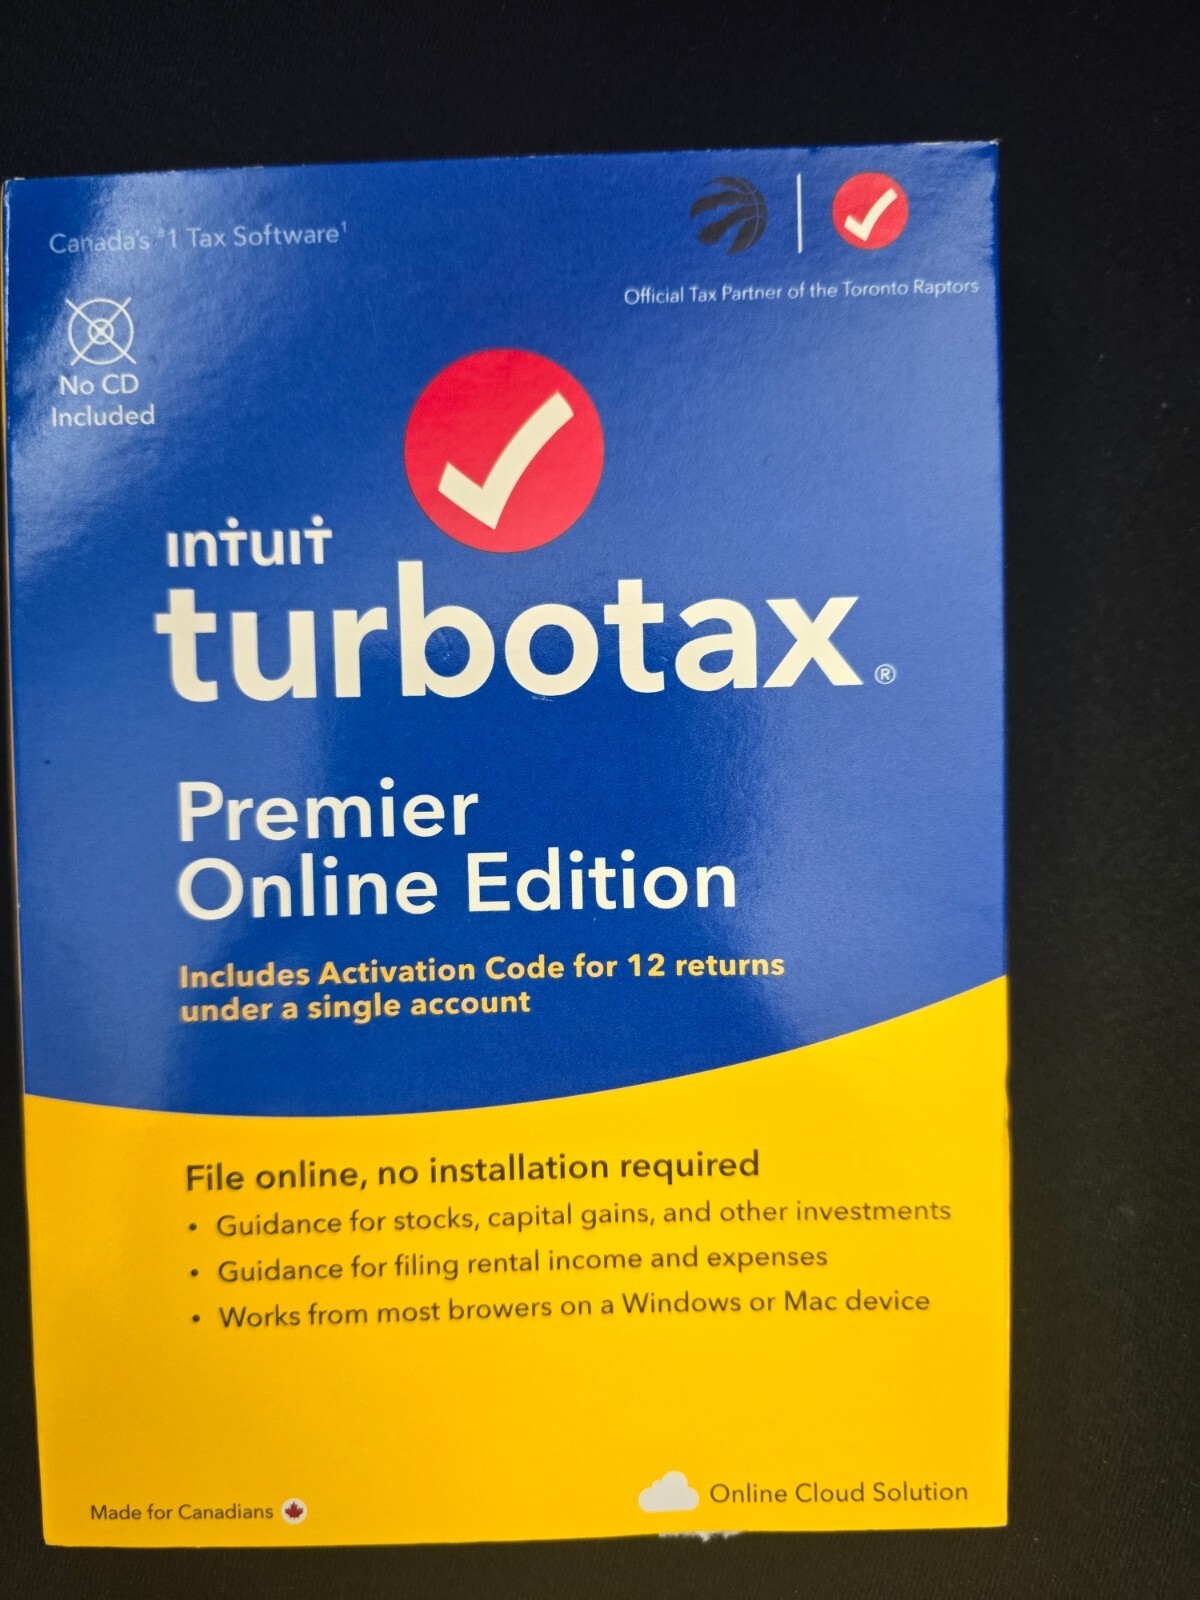 Canada's #1 Tax Software¹
Official Tax Partner of the Toronto Raptors
No CD
Included
ıntuıt
turbotax®
Premier
Online Edition
Includes Activation Code for 12 returns
under a single account
File online, no installation required
• Guidance for stocks, capital gains, and other investments
• Guidance for filing rental income and expenses
• Works from most browers on a Windows or Mac device
Made for Canadians
Online Cloud Solution